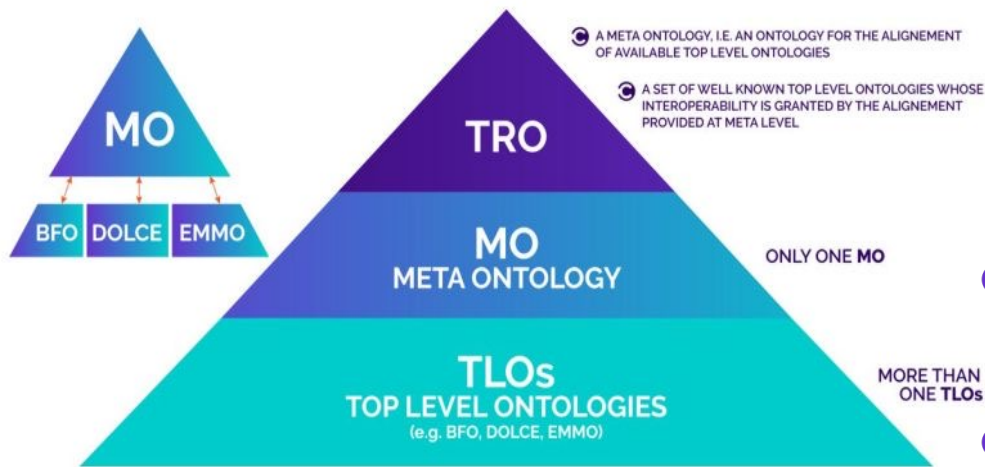 MO
BFO DOLCE EMMO
TRO
MO
META ONTOLOGY
TLOs
TOP LEVEL ONTOLOGIES
(e.g. BFO, DOLCE, EMMO)
A META ONTOLOGY, I.E. AN ONTOLOGY FOR THE ALIGNEMENT
OF AVAILABLE TOP LEVEL ONTOLOGIES
A SET OF WELL KNOWN TOP LEVEL ONTOLOGIES WHOSE
INTEROPERABILITY IS GRANTED BY THE ALIGNEMENT
PROVIDED AT META LEVEL
ONLY ONE MO
MORE THAN
ONE TLOs